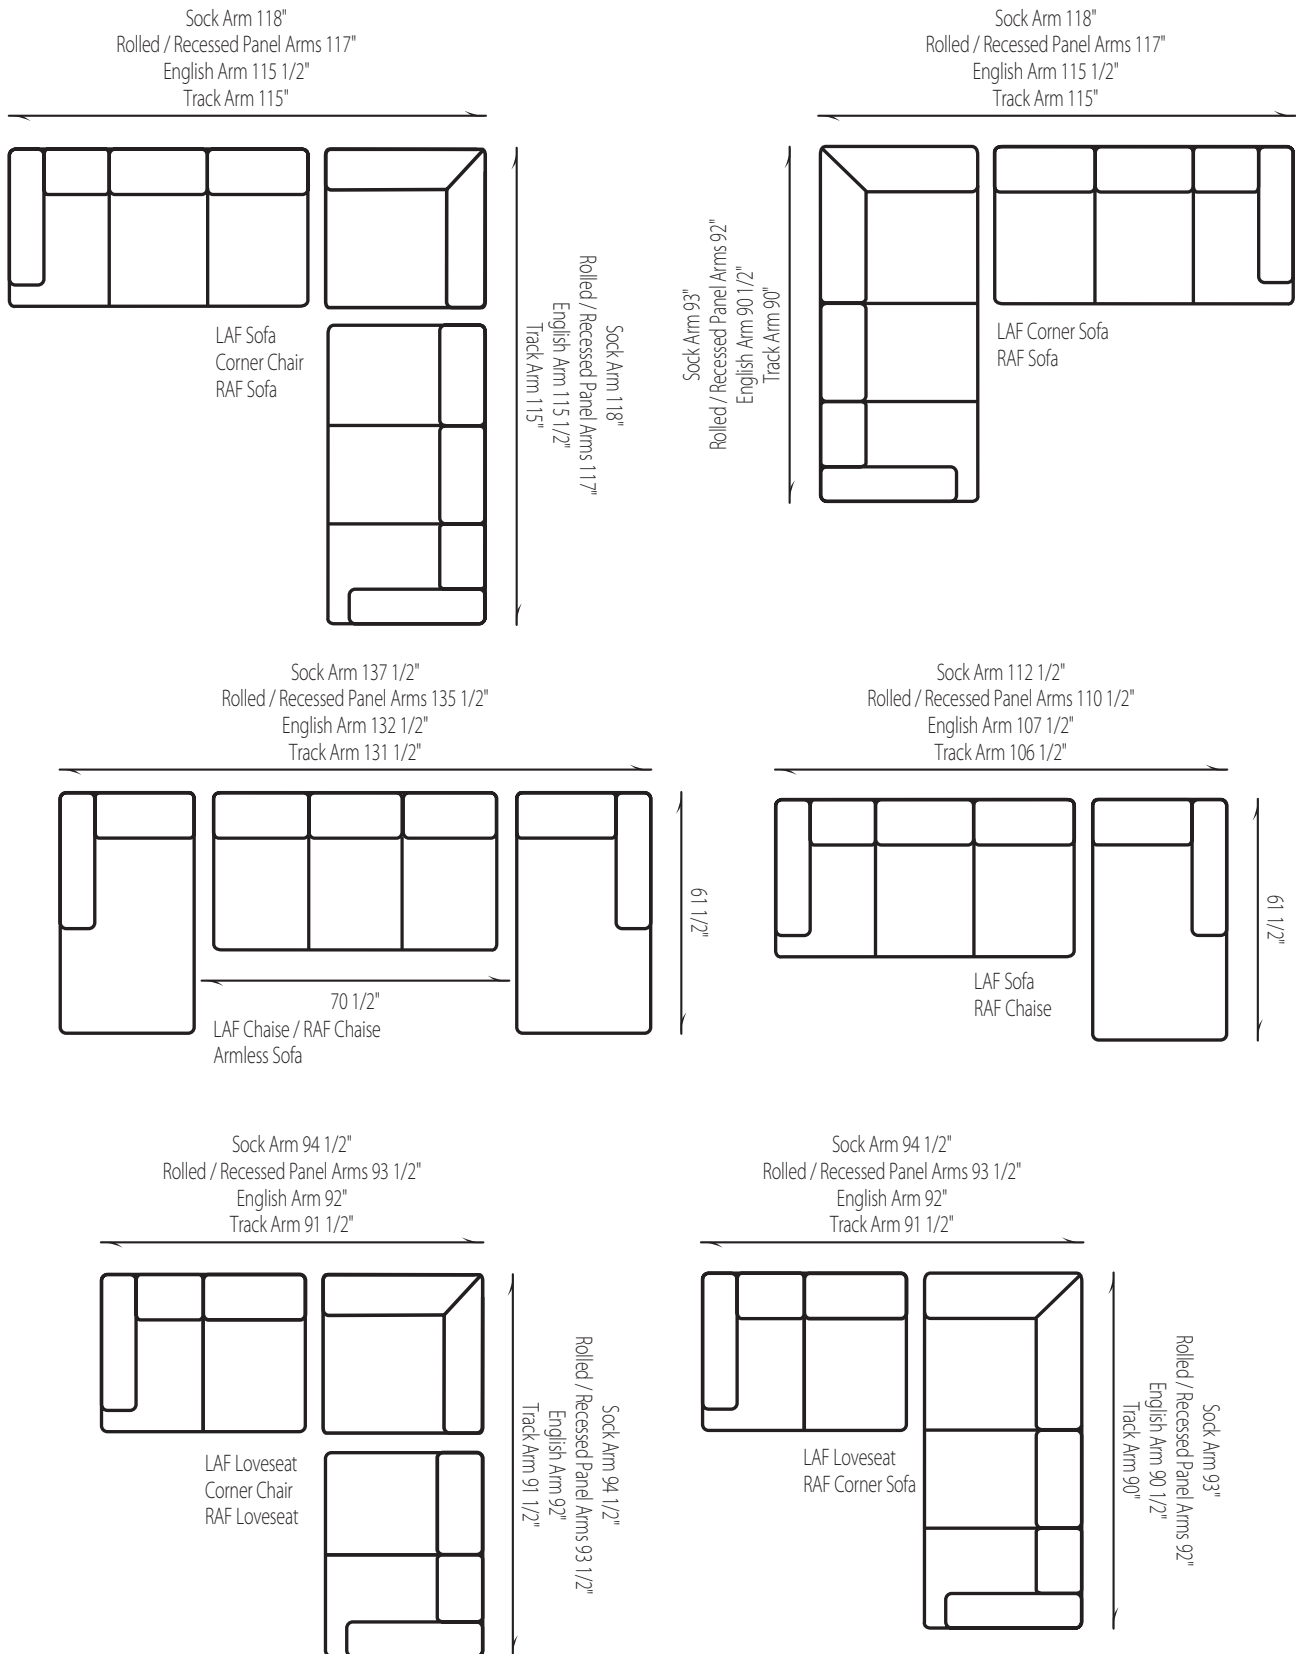 Sock Arm 118"
Rolled / Recessed Panel Arms 117"
English Arm 115 1/2"
Track Arm 115"
LAF Sofa
Corner Chair
RAF Sofa
Sock Arm 118"
Rolled / Recessed Panel Arms 117"
English Arm 115 1/2"
Track Arm 115"
Sock Arm 118"
Rolled / Recessed Panel Arms 117"
English Arm 115 1/2"
Track Arm 115"
Sock Arm 93"
Rolled / Recessed Panel Arms 92"
English Arm 90 1/2"
Track Arm 90"
LAF Corner Sofa
RAF Sofa
Sock Arm 137 1/2"
Rolled / Recessed Panel Arms 135 1/2"
English Arm 132 1/2"
Track Arm 131 1/2"
61 1/2"
70 1/2"
LAF Chaise / RAF Chaise
Armless Sofa
Sock Arm 112 1/2"
Rolled / Recessed Panel Arms 110 1/2"
English Arm 107 1/2"
Track Arm 106 1/2"
61 1/2"
LAF Sofa
RAF Chaise
Sock Arm 94 1/2"
Rolled / Recessed Panel Arms 93 1/2"
English Arm 92"
Track Arm 91 1/2"
LAF Loveseat
Corner Chair
RAF Loveseat
Sock Arm 94 1/2"
Rolled / Recessed Panel Arms 93 1/2"
English Arm 92"
Track Arm 91 1/2"
Sock Arm 94 1/2"
Rolled / Recessed Panel Arms 93 1/2"
English Arm 92"
Track Arm 91 1/2"
LAF Loveseat
RAF Corner Sofa
Sock Arm 93"
Rolled / Recessed Panel Arms 92"
English Arm 90 1/2"
Track Arm 90"